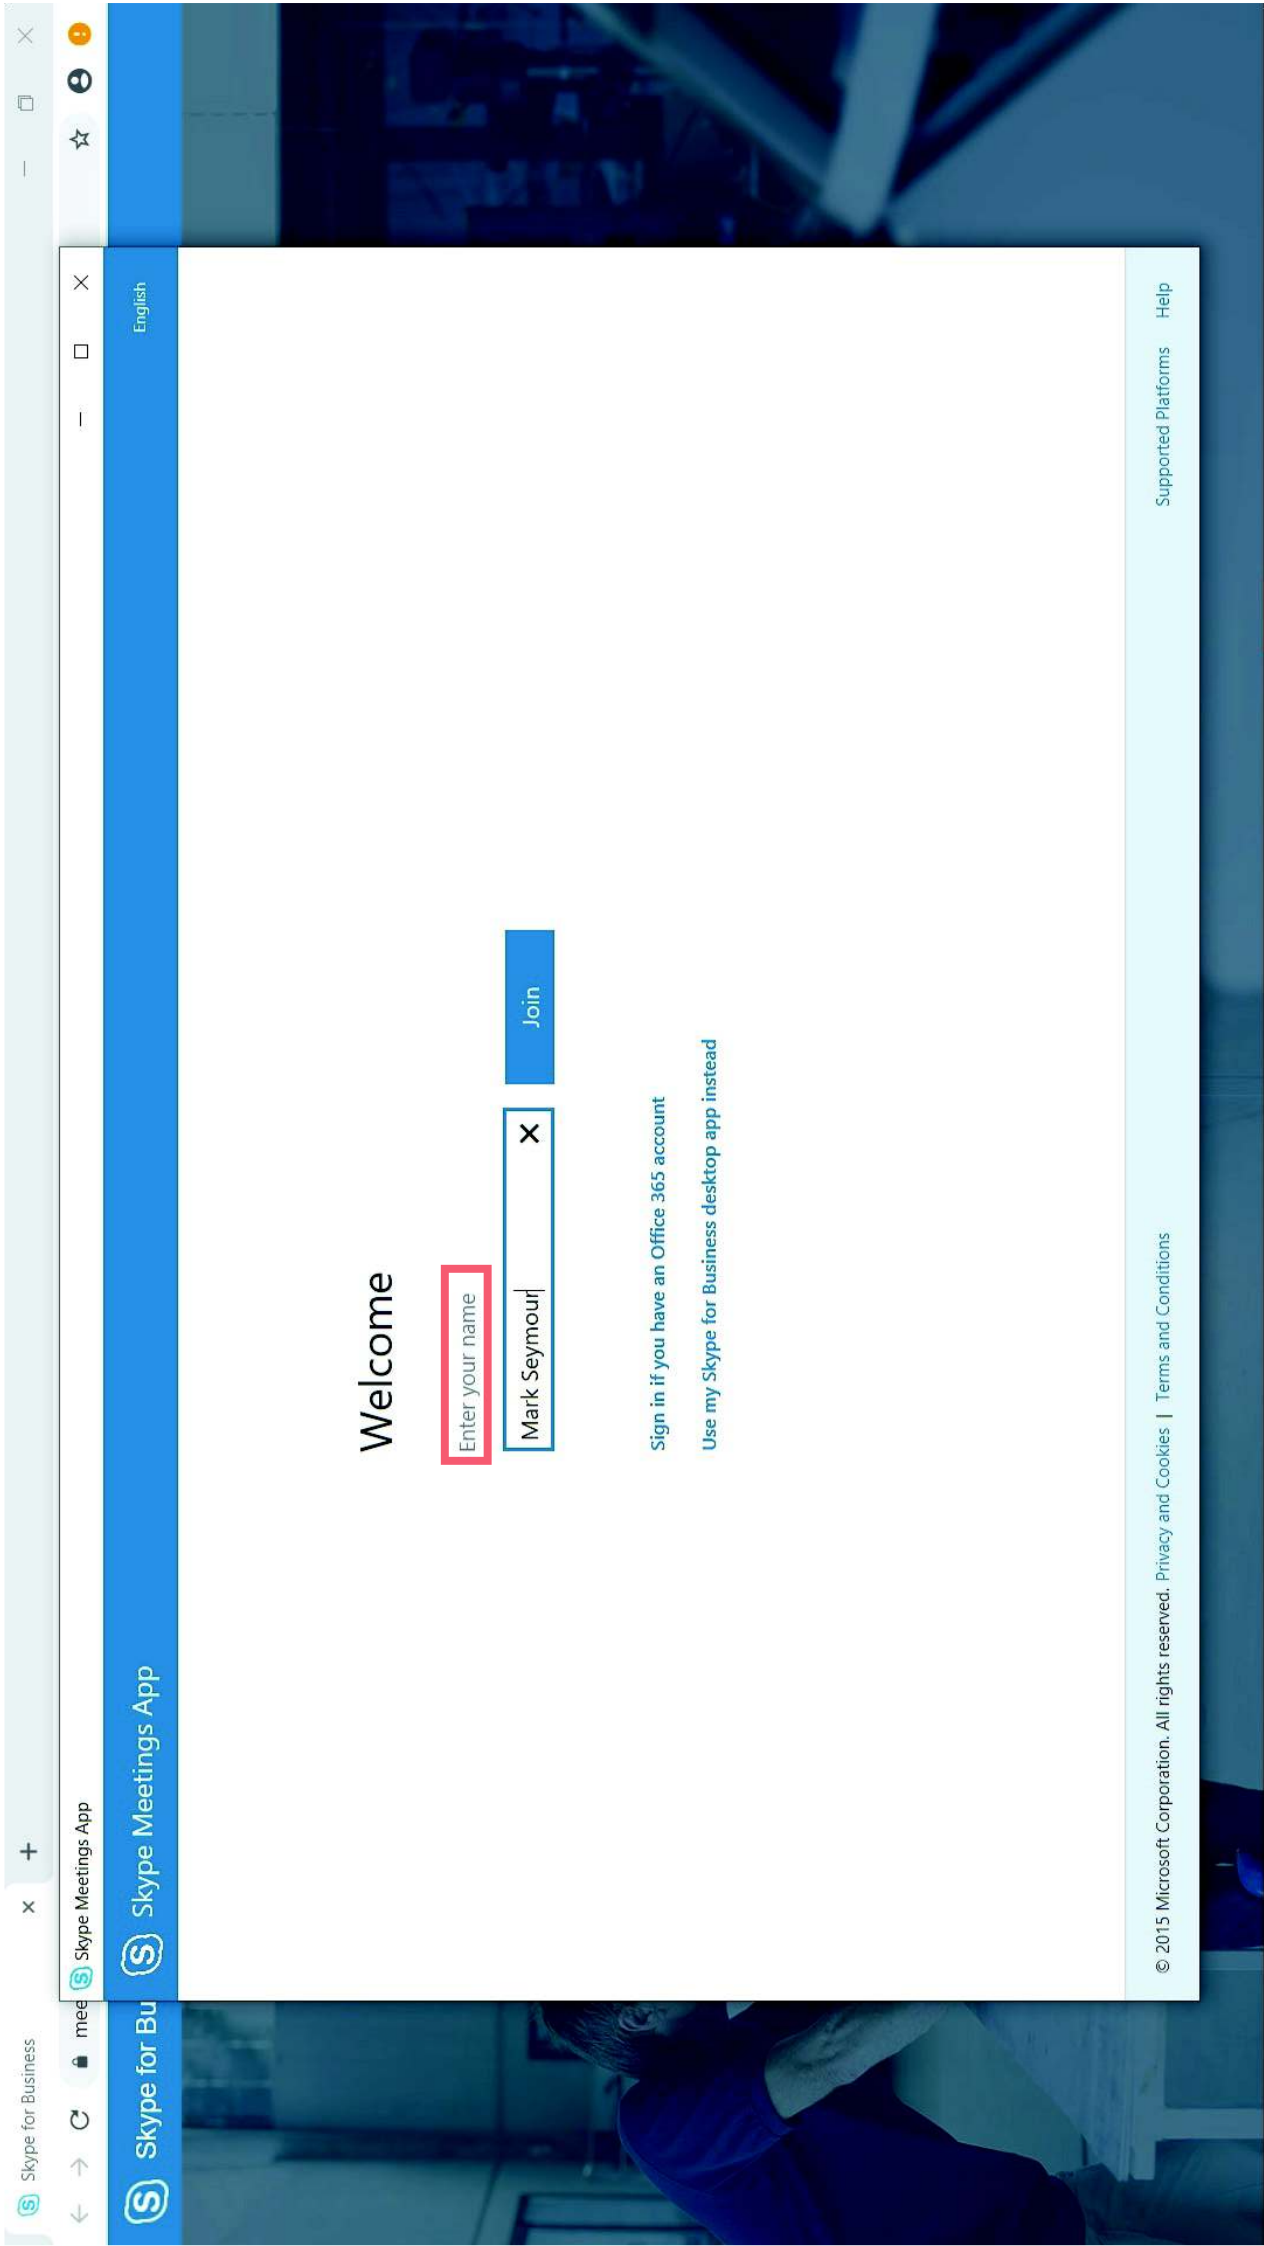 Skype for Business
mee
Skype Meetings App
Skype for Bu
Skype Meetings App
English
Welcome
Enter your name
Mark Seymour
Join
Sign in if you have an Office 365 account
Use my Skype for Business desktop app instead
© 2015 Microsoft Corporation. All rights reserved. Privacy and Cookies | Terms and Conditions
Supported Platforms Help